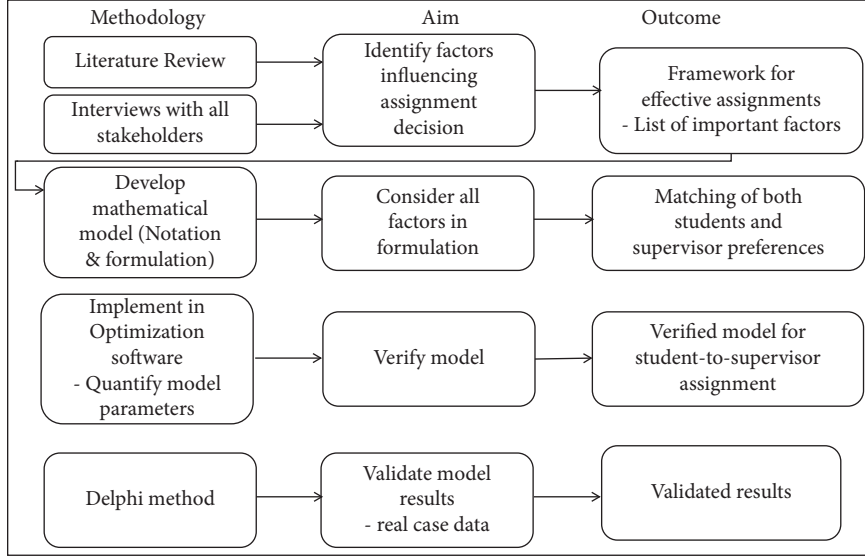 Methodology
Aim
Outcome
Literature Review
Interviews with all
stakeholders
Identify factors
influencing
assignment
decision
Framework for
effective assignments
- List of important factors
Develop
mathematical
model (Notation
& formulation)
Consider all
factors in
formulation
Matching of both
students and
supervisor preferences
Implement in
Optimization
software
- Quantify model
parameters
Verify model
Verified model for
student-to-supervisor
assignment
Delphi method
Validate model
results
- real case data
Validated results